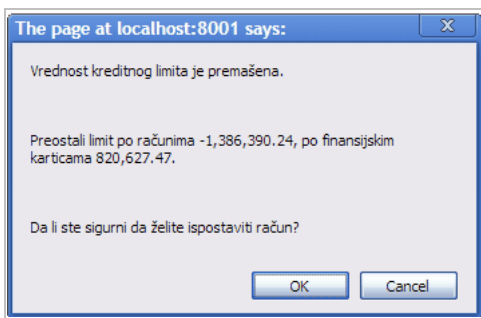 The page at localhost:8001 says:
X
Vrednost kreditnog limita je premašena.
Preostali limit po računima -1,386,390.24, po finansijskim
karticama 820,627.47.
Da li ste sigurni da želite ispostaviti račun?
OK Cancel